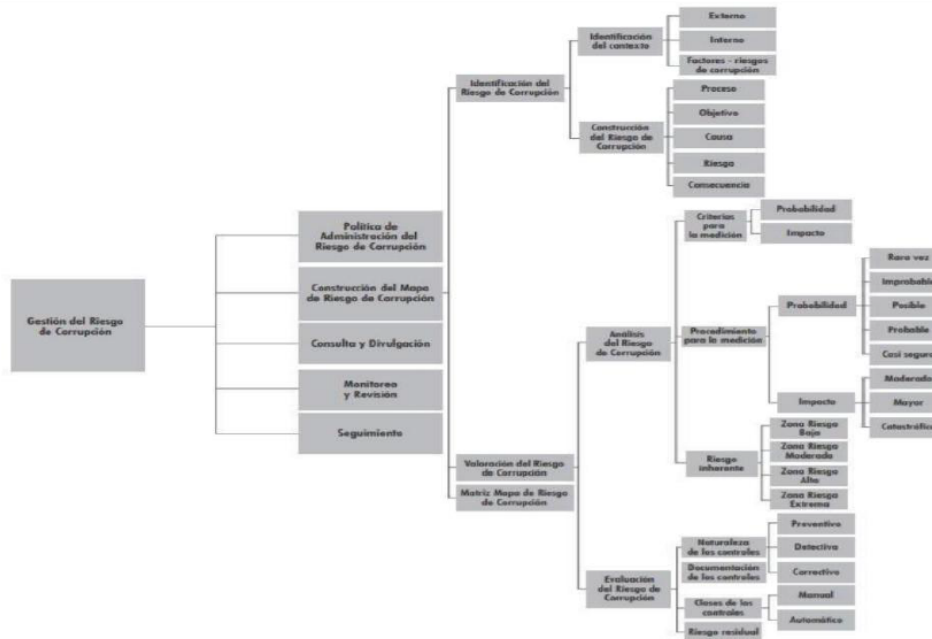 Gestión del Riesgo
de Corrupción
Política de
Administración del
Riesgo de Corrupción
Construcción del Mapa
de Riesgo de Corrupción
Consulta y Divulgación
Monitoreo
y Revisión
Seguimiento
Identificación del
Riesgo de Corrupción
Identificación
del contexto
Externo
Interno
Factores - riesgos
de corrupción
Construcción
del Riesgo de
Corrupción
Proceso
Objetivo
Causa
Riesgo
Consecuencia
Valoración del Riesgo
de Corrupción
Análisis
del Riesgo
de Corrupción
Criterios
para
la medición
Probabilidad
Impacto
Procedimiento
para la medición
Probabilidad
Rara vez
Improbable
Posible
Probable
Casi seguro
Impacto
Moderado
Mayor
Catastrófico
Riesgo
inherente
Zona Riesgo
Baja
Zona Riesgo
Moderada
Zona Riesgo
Alta
Zona Riesgo
Extrema
Evaluación
del Riesgo de
Corrupción
Naturaleza
de los controles
Preventivo
Detectivo
Correctivo
Documentación
de los controles
Clases de los
controles
Manual
Automático
Riesgo residual
Matriz Mapa de Riesgo
de Corrupción